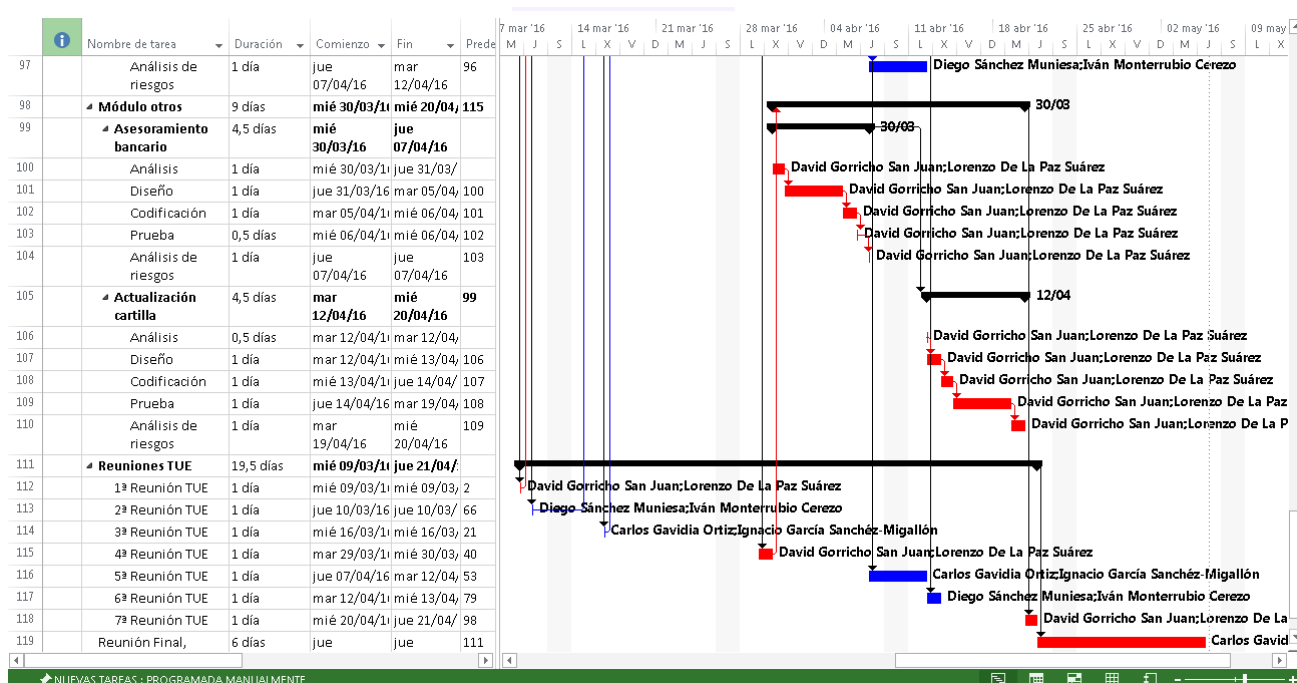 7 mar '16 14 mar '16 21 mar '16 28 mar '16 04 abr '16 11 abr '16 18 abr '16 25 abr '16 02 may '16 09 may
Nombre de tarea Duración Comienzo Fin Prede M J S L X V D M J S L X V D M J S L X V D M J S L X V D M J S L X
97 Análisis de riesgos 1 día jue 07/04/16 mar 12/04/16 96 Diego Sánchez Muniesa;Iván Monterrubio Cerezo
98 Módulo otros 9 días mié 30/03/1 mié 20/04/ 115 30/03
99 Asesoramiento bancario 4,5 días mié 30/03/16 jue 07/04/16 30/03
100 Análisis 1 día mié 30/03/1 jue 31/03/ David Gorricho San Juan;Lorenzo De La Paz Suárez
101 Diseño 1 día jue 31/03/16 mar 05/04/ 100 David Gorricho San Juan;Lorenzo De La Paz Suárez
102 Codificación 1 día mar 05/04/1 mié 06/04/ 101 David Gorricho San Juan;Lorenzo De La Paz Suárez
103 Prueba 0,5 días mié 06/04/1 mié 06/04/ 102 David Gorricho San Juan;Lorenzo De La Paz Suárez
104 Análisis de riesgos 1 día jue 07/04/16 jue 07/04/16 103 David Gorricho San Juan;Lorenzo De La Paz Suárez
105 Actualización cartilla 4,5 días mar 12/04/16 mié 20/04/16 99 12/04
106 Análisis 0,5 días mar 12/04/1 mar 12/04/ David Gorricho San Juan;Lorenzo De La Paz Suárez
107 Diseño 1 día mar 12/04/1 mié 13/04/ 106 David Gorricho San Juan;Lorenzo De La Paz Suárez
108 Codificación 1 día mié 13/04/1 jue 14/04/ 107 David Gorricho San Juan;Lorenzo De La Paz Suárez
109 Prueba 1 día jue 14/04/16 mar 19/04/ 108 David Gorricho San Juan;Lorenzo De La Paz
110 Análisis de riesgos 1 día mar 19/04/16 mié 20/04/16 109 David Gorricho San Juan;Lorenzo De La P
111 Reuniones TUE 19,5 días mié 09/03/1 jue 21/04/
112 1ª Reunión TUE 1 día mié 09/03/1 mié 09/03/ 2 David Gorricho San Juan;Lorenzo De La Paz Suárez
113 2ª Reunión TUE 1 día jue 10/03/16 jue 10/03/ 66 Diego Sánchez Muniesa;Iván Monterrubio Cerezo
114 3ª Reunión TUE 1 día mié 16/03/1 mié 16/03/ 21 Carlos Gavidia Ortiz;Ignacio García Sanchéz-Migallón
115 4ª Reunión TUE 1 día mar 29/03/1 mié 30/03/ 40 David Gorricho San Juan;Lorenzo De La Paz Suárez
116 5ª Reunión TUE 1 día jue 07/04/16 mar 12/04/ 53 Carlos Gavidia Ortiz;Ignacio García Sanchéz-Migallón
117 6ª Reunión TUE 1 día mar 12/04/1 mié 13/04/ 79 Diego Sánchez Muniesa;Iván Monterrubio Cerezo
118 7ª Reunión TUE 1 día mié 20/04/1 jue 21/04/ 98 David Gorricho San Juan;Lorenzo De La
119 Reunión Final, 6 días jue jue 111 Carlos Gavid
NUEVAS TAREAS : PROGRAMADA MANUALMENTE